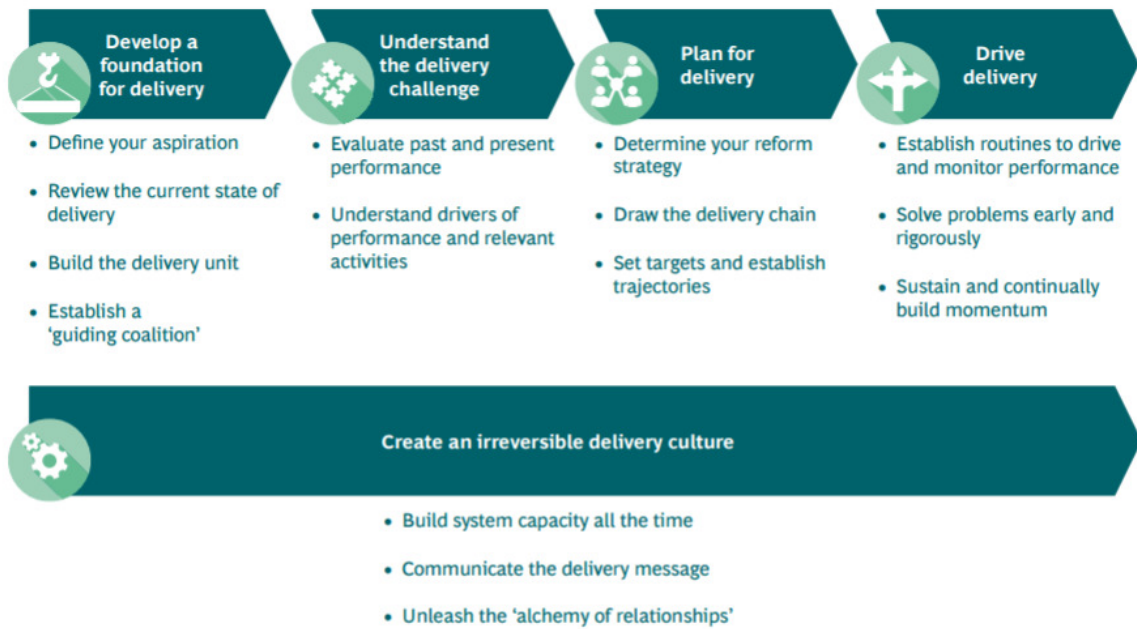 Develop a
foundation
for delivery
• Define your aspiration
• Review the current state of
delivery
• Build the delivery unit
• Establish a
‘guiding coalition’
Understand
the delivery
challenge
• Evaluate past and present
performance
• Understand drivers of
performance and relevant
activities
Plan for
delivery
• Determine your reform
strategy
• Draw the delivery chain
• Set targets and establish
trajectories
Drive
delivery
• Establish routines to drive
and monitor performance
• Solve problems early and
rigorously
• Sustain and continually
build momentum
Create an irreversible delivery culture
• Build system capacity all the time
• Communicate the delivery message
• Unleash the ‘alchemy of relationships’